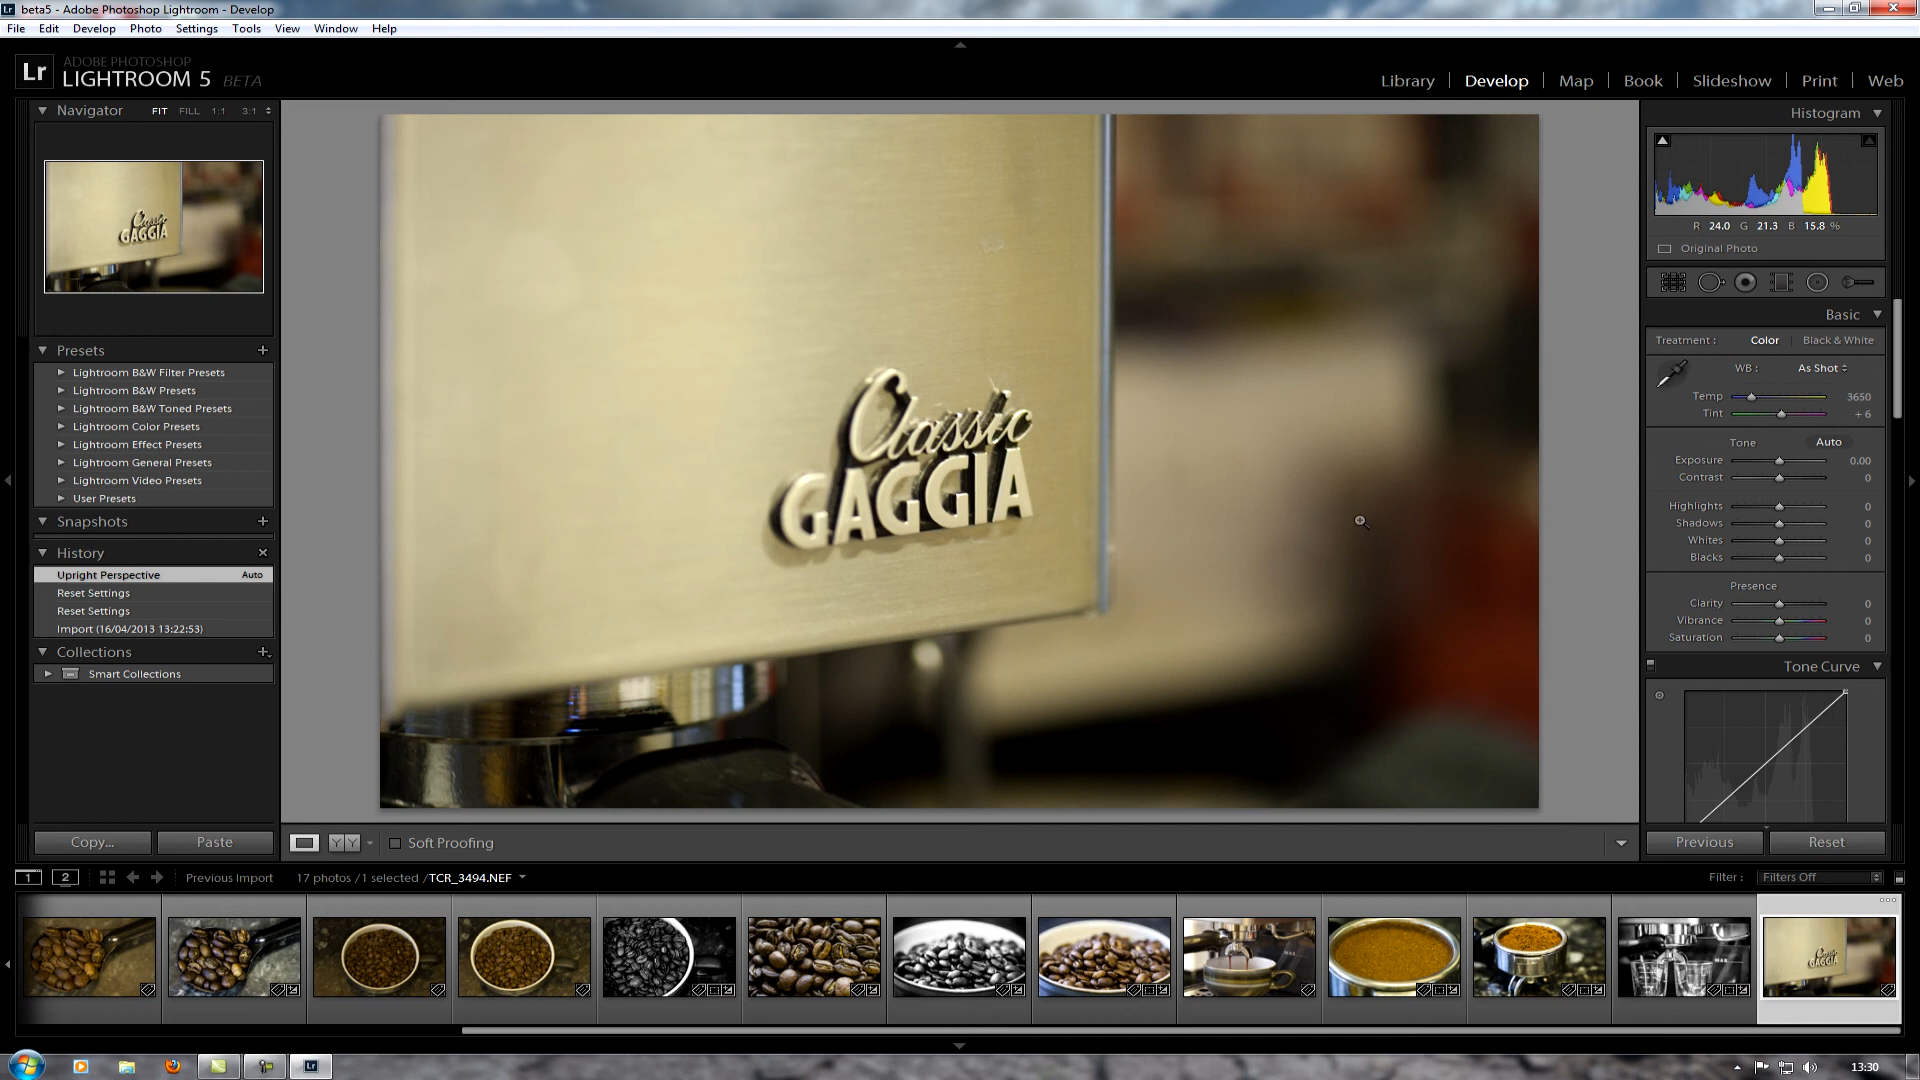 beta5 - Adobe Photoshop Lightroom - Develop
File Edit Develop Photo Settings Tools View Window Help
Lr ADOBE PHOTOSHOP
LIGHTROOM 5 BETA
Library Develop Map Book Slideshow Print Web
Navigator FIT FILL 1:1 3:1
Histogram
R 24.0 G 21.3 B 15.8 %
Original Photo
Classic
GAGGIA
Presets
Lightroom B&W Filter Presets
Lightroom B&W Presets
Lightroom B&W Toned Presets
Lightroom Color Presets
Lightroom Effect Presets
Lightroom General Presets
Lightroom Video Presets
User Presets
Snapshots
History
Upright Perspective Auto
Reset Settings
Reset Settings
Import (16/04/2013 13:22:53)
Collections
Smart Collections
Copy... Paste
Basic
Treatment : Color Black & White
WB : As Shot
Temp 3650
Tint + 6
Tone Auto
Exposure 0.00
Contrast 0
Highlights 0
Shadows 0
Whites 0
Blacks 0
Presence
Clarity 0
Vibrance 0
Saturation 0
Tone Curve
Previous Reset
YY Soft Proofing
1 2 Previous Import 17 photos /1 selected /TCR_3494.NEF
Filter : Filters Off
MAX
MAX
Classic
GAGGIA
Lr
13:30